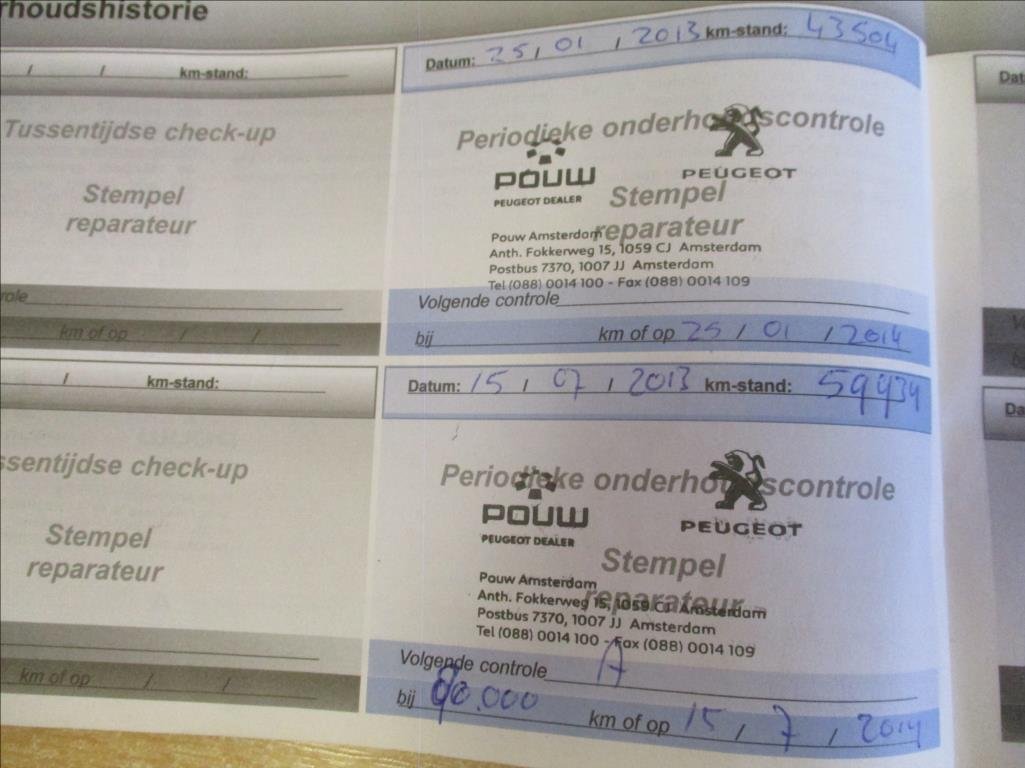 rhoudshistorie
/ / km-stand:
Tussentijdse check-up
Stempel
reparateur
role
km of op / /
Datum: 25 / 01 / 2013 km-stand: 43504
Periodieke onderhoudscontrole
POUW
PEUGEOT DEALER
PEUGEOT
Stempel
reparateur
Pouw Amsterdam
Anth. Fokkerweg 15, 1059 CJ Amsterdam
Postbus 7370, 1007 JJ Amsterdam
Tel (088) 0014 100 - Fax (088) 0014 109
Volgende controle
bij km of op 25 / 01 / 2014
/ km-stand:
ssentijdse check-up
Stempel
reparateur
km of op / /
Datum: 15 / 07 / 2013 km-stand: 59934
Periodieke onderhoudscontrole
POUW
PEUGEOT DEALER
PEUGEOT
Stempel
reparateur
Pouw Amsterdam
Anth. Fokkerweg 15, 1059 CJ Amsterdam
Postbus 7370, 1007 JJ Amsterdam
Tel (088) 0014 100 - Fax (088) 0014 109
Volgende controle A
bij km of op 15 / 7 / 2014
Dat
Da